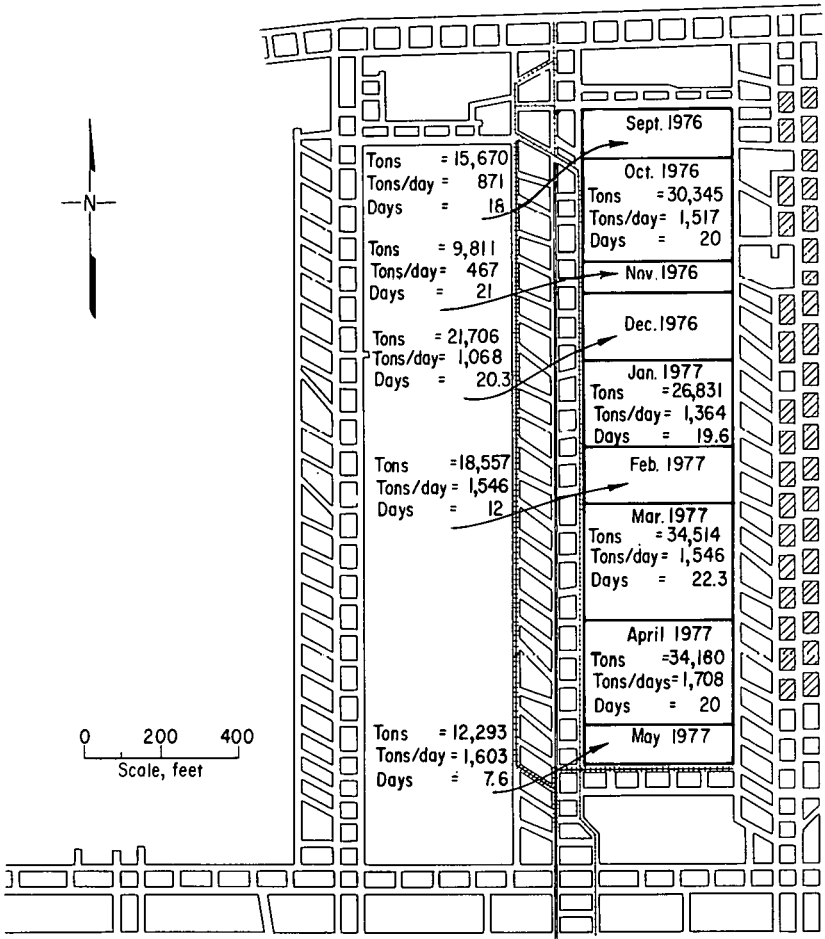 N
Tons = 15,670
Tons/day = 871
Days 18
Tons = 9,811
Tons/day = 467
Days = 21
Tons = 21,706
Tons/day = 1,068
Days = 20.3
Tons = 18,557
Tons/day = 1,546
Days = 12
Tons = 12,293
Tons/day = 1,603
Days = 7.6
Sept. 1976
Oct. 1976
Tons = 30,345
Tons/day = 1,517
Days = 20
Nov. 1976
Dec. 1976
Jan. 1977
Tons = 26,831
Tons/day = 1,364
Days = 19.6
Feb. 1977
Mar. 1977
Tons = 34,514
Tons/day = 1,546
Days = 22.3
April 1977
Tons = 34,180
Tons/days = 1,708
Days = 20
May 1977
0 200 400
Scale, feet